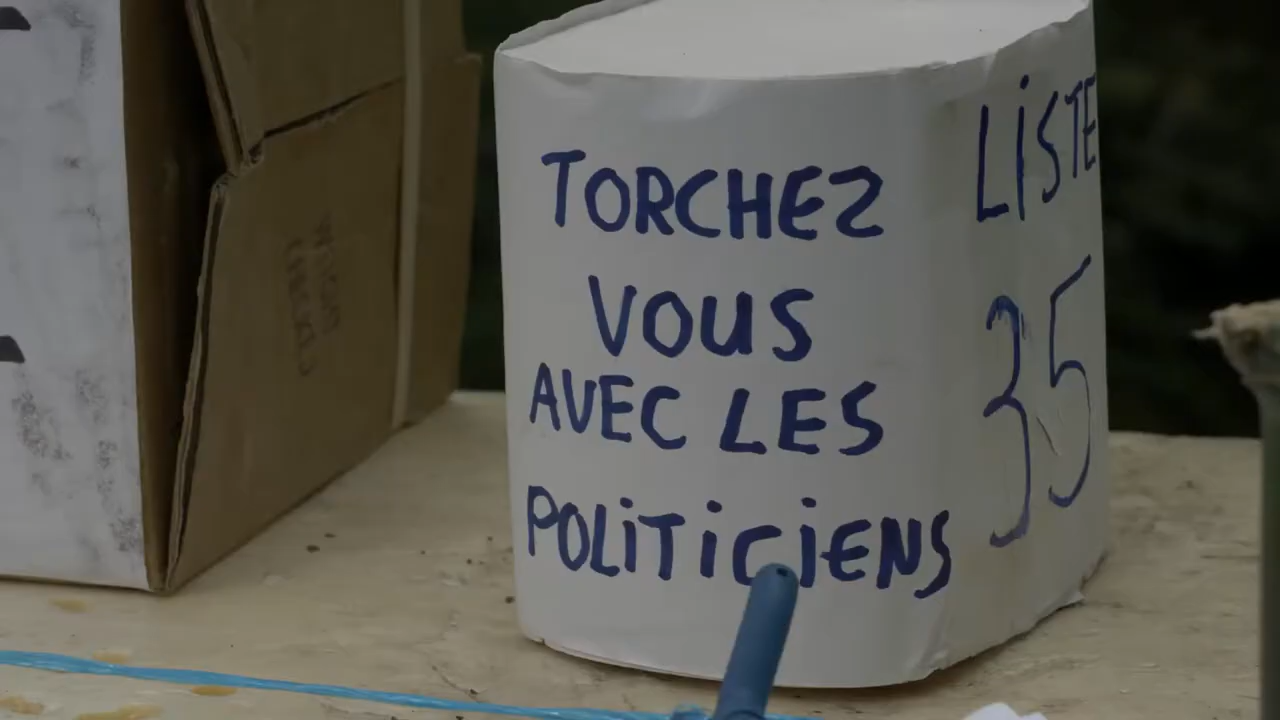 TORCHEZ
VOUS
AVEC LES
POLITiCiENS
LiSTE
35